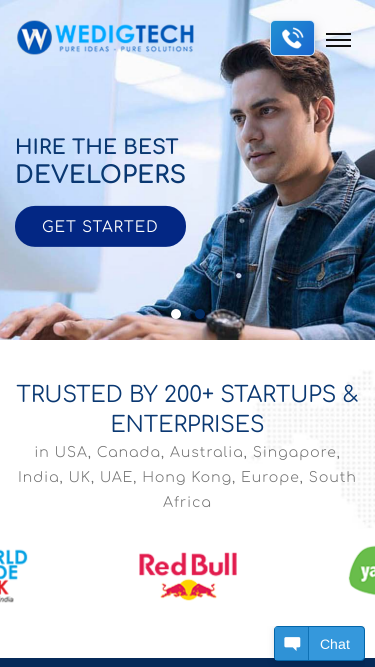 WEDIGTECH
PURE IDEAS - PURE SOLUTIONS
HIRE THE BEST
DEVELOPERS
GET STARTED
TRUSTED BY 200+ STARTUPS &
ENTERPRISES
in USA, Canada, Australia, Singapore,
India, UK, UAE, Hong Kong, Europe, South
Africa
RLD
DE
K
India
Red Bull
ya
Chat